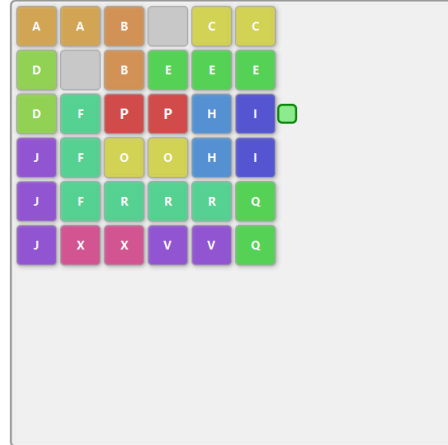 A A B C C
D B E E E
D F P P H I
J F O O H I
J F R R R Q
J X X V V Q